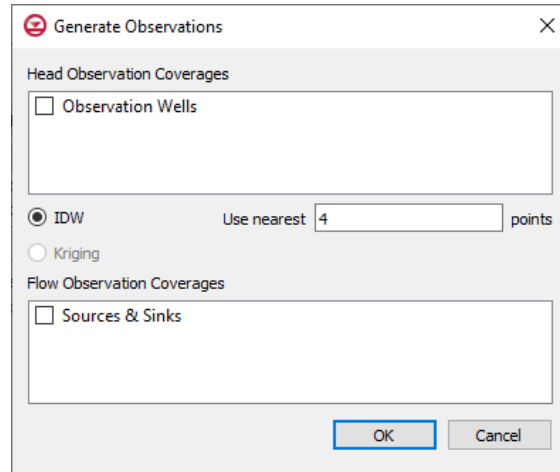 Generate Observations
Head Observation Coverages
Observation Wells
IDW Use nearest 4 points
Kriging
Flow Observation Coverages
Sources & Sinks
OK Cancel